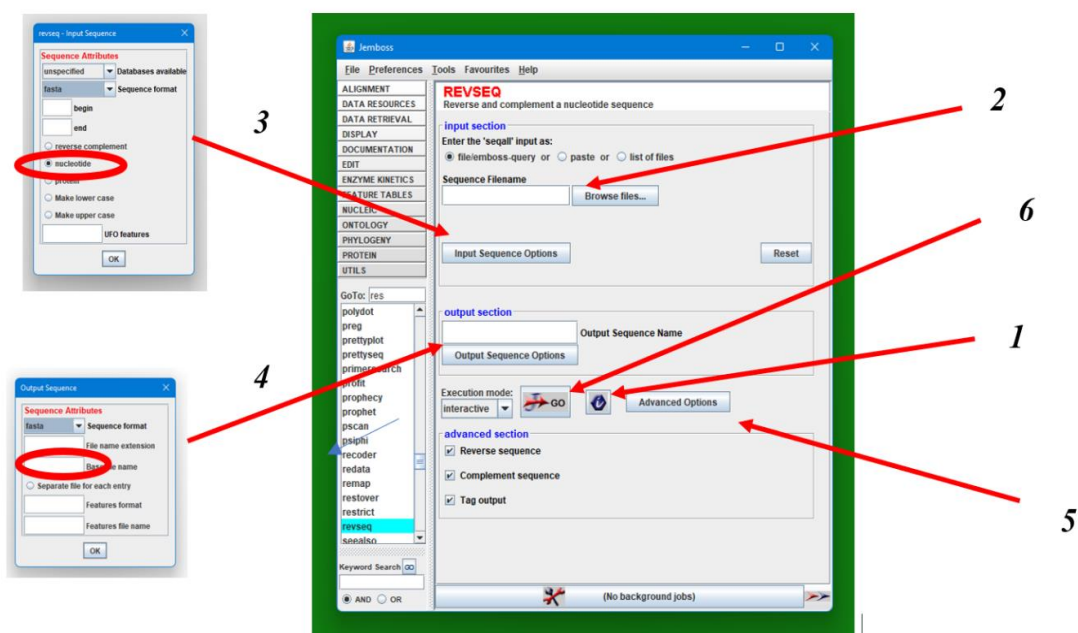 revseq - Input Sequence
Sequence Attributes
unspecified Databases available
fasta Sequence format
begin
end
reverse complement
nucleotide
protein
Make lower case
Make upper case
UFO features
OK
3
4
Output Sequence
Sequence Attributes
fasta Sequence format
File name extension
Base file name
Separate file for each entry
Features format
Features file name
OK
Jemboss
File Preferences Tools Favourites Help
ALIGNMENT
DATA RESOURCES
DATA RETRIEVAL
DISPLAY
DOCUMENTATION
EDIT
ENZYME KINETICS
FEATURE TABLES
NUCLEIC
ONTOLOGY
PHYLOGENY
PROTEIN
UTILS
GoTo: res
polydot
preg
prettyplot
prettyseq
primersearch
profit
prophecy
prophet
pscan
psiphi
recoder
redata
remap
restover
restrict
revseq
seealso
Keyword Search
AND OR
REVSEQ
Reverse and complement a nucleotide sequence
input section
Enter the 'seqall' input as:
file/emboss-query or paste or list of files
Sequence Filename
Browse files...
Input Sequence Options Reset
output section
Output Sequence Name
Output Sequence Options
Execution mode:
interactive GO i Advanced Options
advanced section
Reverse sequence
Complement sequence
Tag output
(No background jobs)
2
6
1
5